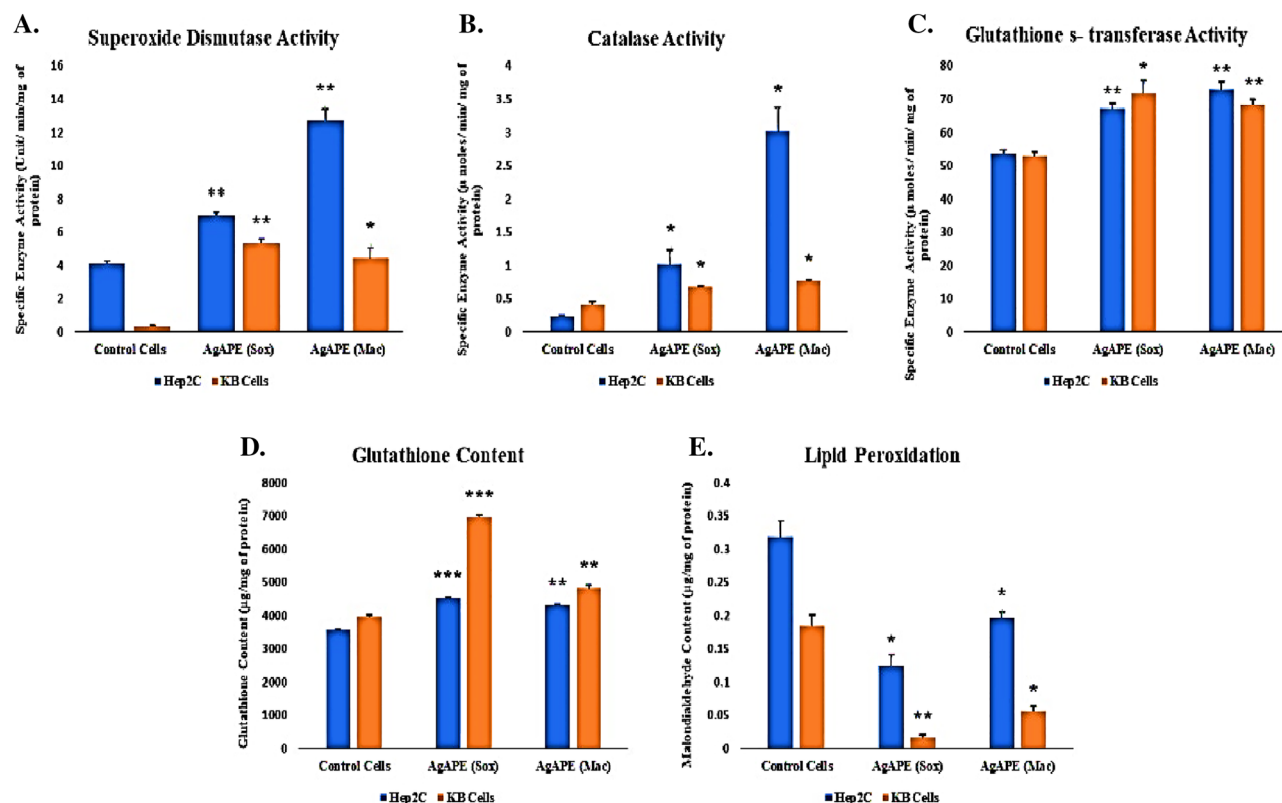 A.
Superoxide Dismutase Activity
Specific Enzyme Activity (Unit/ min/mg of
protein)
16
14
12
10
8
6
4
2
0
**
**
**
*
Control Cells AgAPE (Sox) AgAPE (Mac)
Hep2C KB Cells
B.
Catalase Activity
Specific Enzyme Activity (µ moles/min/mg of
protein)
4
3.5
3
2.5
2
1.5
1
0.5
0
*
*
*
*
Control Cells AgAPE (Sox) AgAPE (Mac)
Hep2C KB Cells
C.
Glutathione s- transferase Activity
Specific Enzyme Activity (µ moles/min/ mg of
protein)
80
70
60
50
40
30
20
10
0
** * ** **
Control Cells AgAPE (Sox) AgAPE (Mac)
Hep2C KB Cells
D.
Glutathione Content
Glutathione Content (µg/mg of protein)
8000
7000
6000
5000
4000
3000
2000
1000
0
***
***
** **
Control Cells AgAPE (Sox) AgAPE (Mac)
Hep2C KB Cells
E.
Lipid Peroxidation
Malondialdehyde Content (µg/mg of protein)
0.4
0.35
0.3
0.25
0.2
0.15
0.1
0.05
0
*
**
*
*
Control Cells AgAPE (Sox) AgAPE (Mac)
Hep2C KB Cells